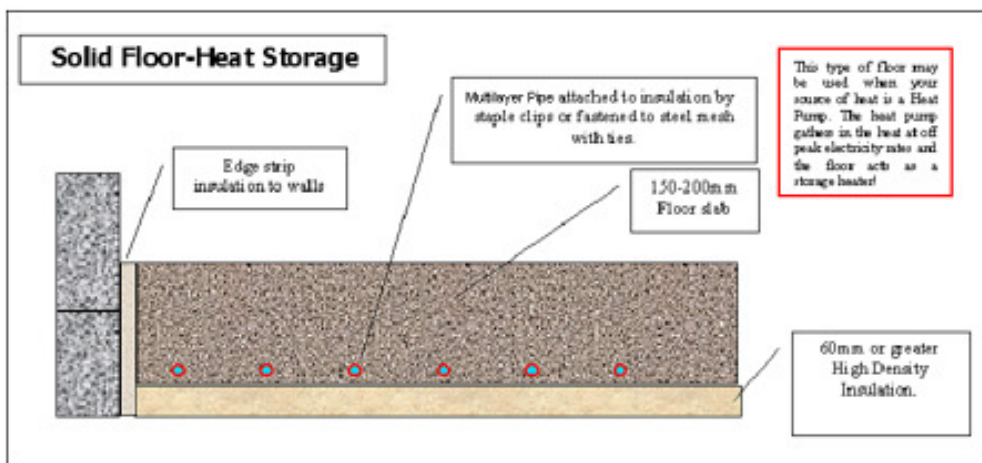 Solid Floor-Heat Storage
This type of floor may
be used when your
source of heat is a Heat
Pump. The heat pump
gathers in the heat at off
peak electricity rates and
the floor acts as a
storage heater!
Multilayer Pipe attached to insulation by
staple clips or fastened to steel mesh
with ties.
Edge strip
insulation to walls
150-200mm
Floor slab
60mm or greater
High Density
Insulation.